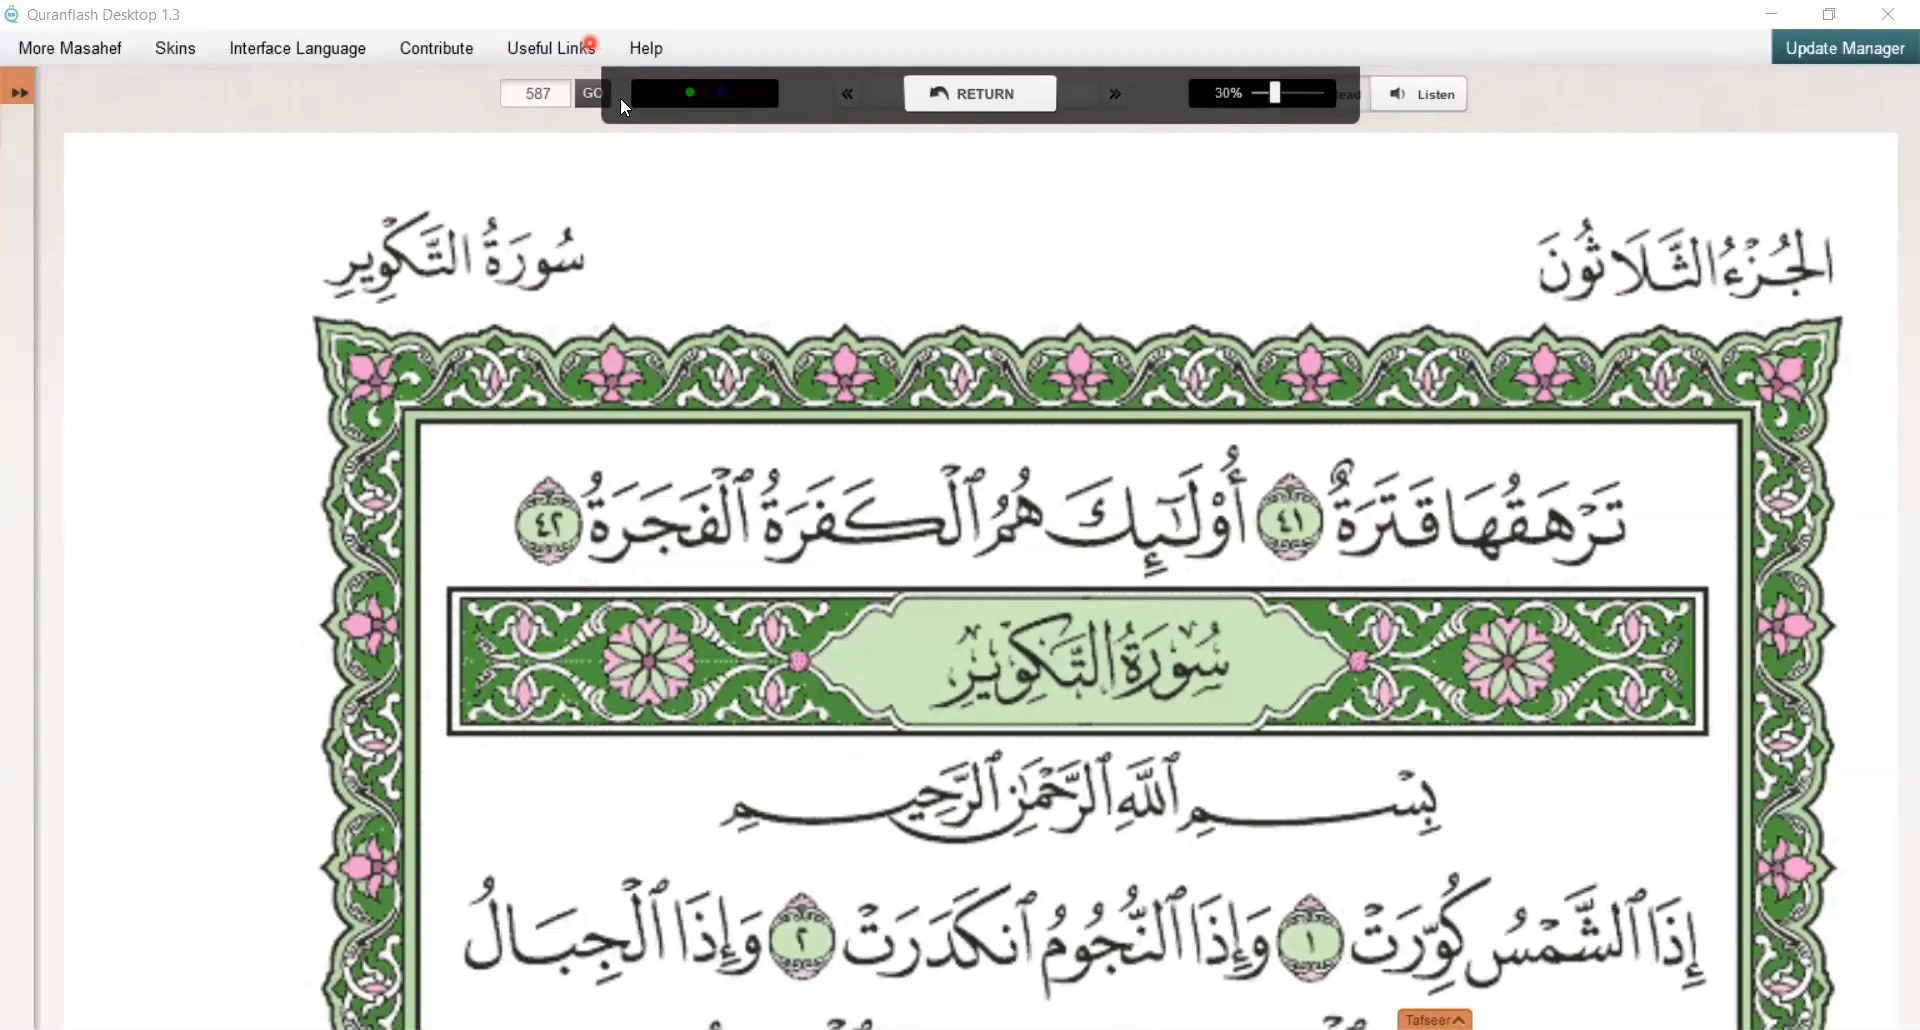 Quranflash Desktop 1.3
More Masahef Skins Interface Language Contribute Useful Links Help Update Manager
587 GO « RETURN » 30% Listen
الجُزْءُ الثَّلَاثُونَ سُورَةُ التَّكْوِيرِ
تَرْهَقُهَا قَتَرَةٌ ٤١ أُوْلَٰٓئِكَ هُمُ ٱلْكَفَرَةُ ٱلْفَجَرَةُ ٤٢
سُورَةُ التَّكْوِيرِ
بِسْمِ ٱللَّهِ ٱلرَّحْمَٰنِ ٱلرَّحِيمِ
إِذَا ٱلشَّمْسُ كُوِّرَتْ ١ وَإِذَا ٱلنُّجُومُ ٱنكَدَرَتْ ٢ وَإِذَا ٱلْجِبَالُ
Tafseer